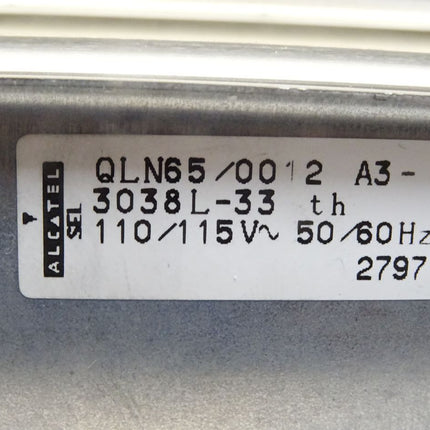 ALCATEL
SEL
QLN65/0012 A3-
3038L-33 th
110/115V~ 50/60Hz
2797